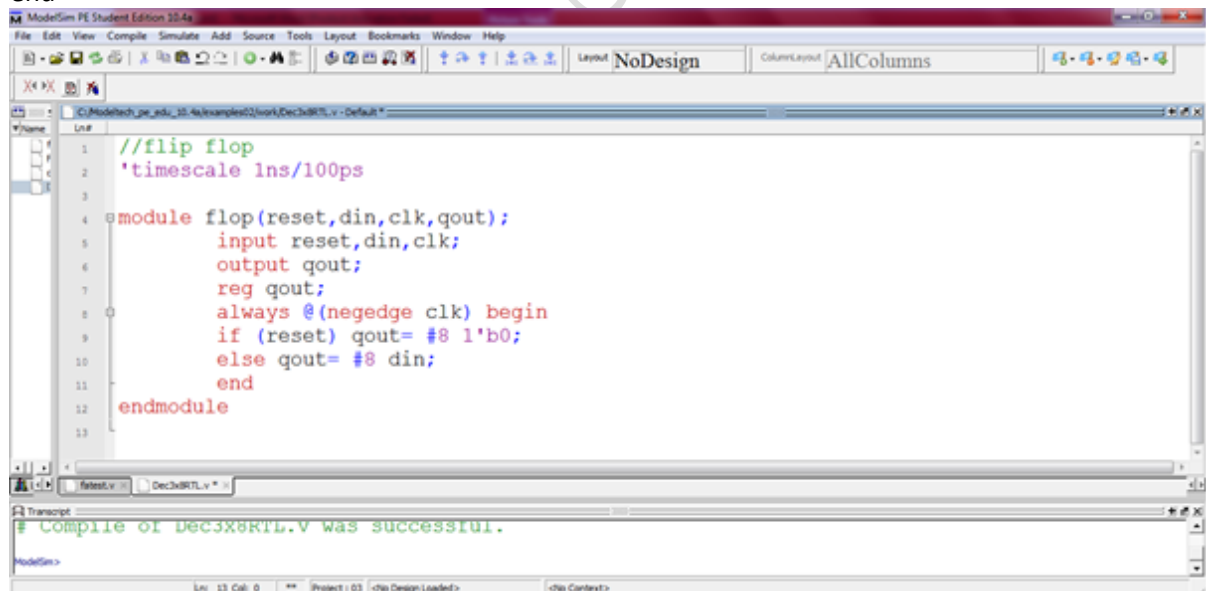 end
ModelSim PE Student Edition 10.4a
File Edit View Compile Simulate Add Source Tools Layout Bookmarks Window Help
Layout NoDesign ColumnLayout AllColumns
C:/Modeltech_pe_edu_10.4a/examples02/work/Dec3x8RTL.v - Default *
Name Ln#
1 //flip flop
2 'timescale 1ns/100ps
3
4 module flop(reset,din,clk,qout);
5 input reset,din,clk;
6 output qout;
7 reg qout;
8 always @(negedge clk) begin
9 if (reset) qout= #8 1'b0;
10 else qout= #8 din;
11 end
12 endmodule
13
fatest.v Dec3x8RTL.v *
Transcript
# Compile of Dec3x8RTL.v was successful.
ModelSim>
Ln: 13 Col: 0 ** Project : 03 <No Design Loaded> <No Context>